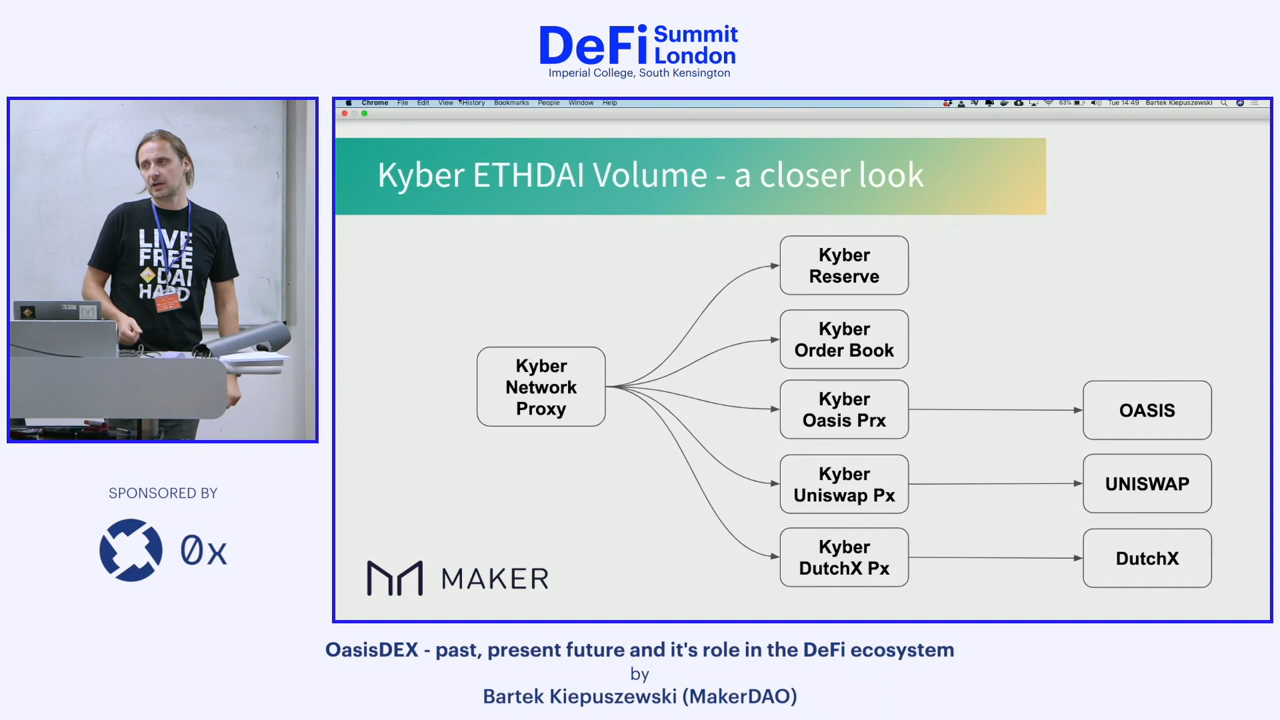 DeFi Summit
London
Imperial College, South Kensington
LIVE
FREE
DAI
HARD
Chrome File Edit View History Bookmarks People Window Help
63% Tue 14:49 Bartek Kiepuszewski
Kyber ETHDAI Volume - a closer look
Kyber
Network
Proxy
Kyber
Reserve
Kyber
Order Book
Kyber
Oasis Prx
OASIS
Kyber
Uniswap Px
UNISWAP
Kyber
DutchX Px
DutchX
MAKER
SPONSORED BY
0x
OasisDEX - past, present future and it's role in the DeFi ecosystem
by
Bartek Kiepuszewski (MakerDAO)